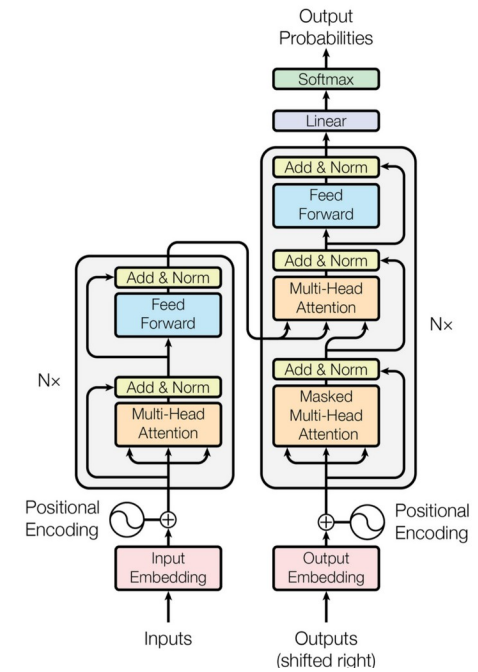 Output
Probabilities
Softmax
Linear
Add & Norm
Feed
Forward
Add & Norm
Multi-Head
Attention
Add & Norm
Masked
Multi-Head
Attention
N×
Add & Norm
Feed
Forward
N×
Add & Norm
Multi-Head
Attention
Positional
Encoding
Positional
Encoding
Input
Embedding
Output
Embedding
Inputs
Outputs
(shifted right)